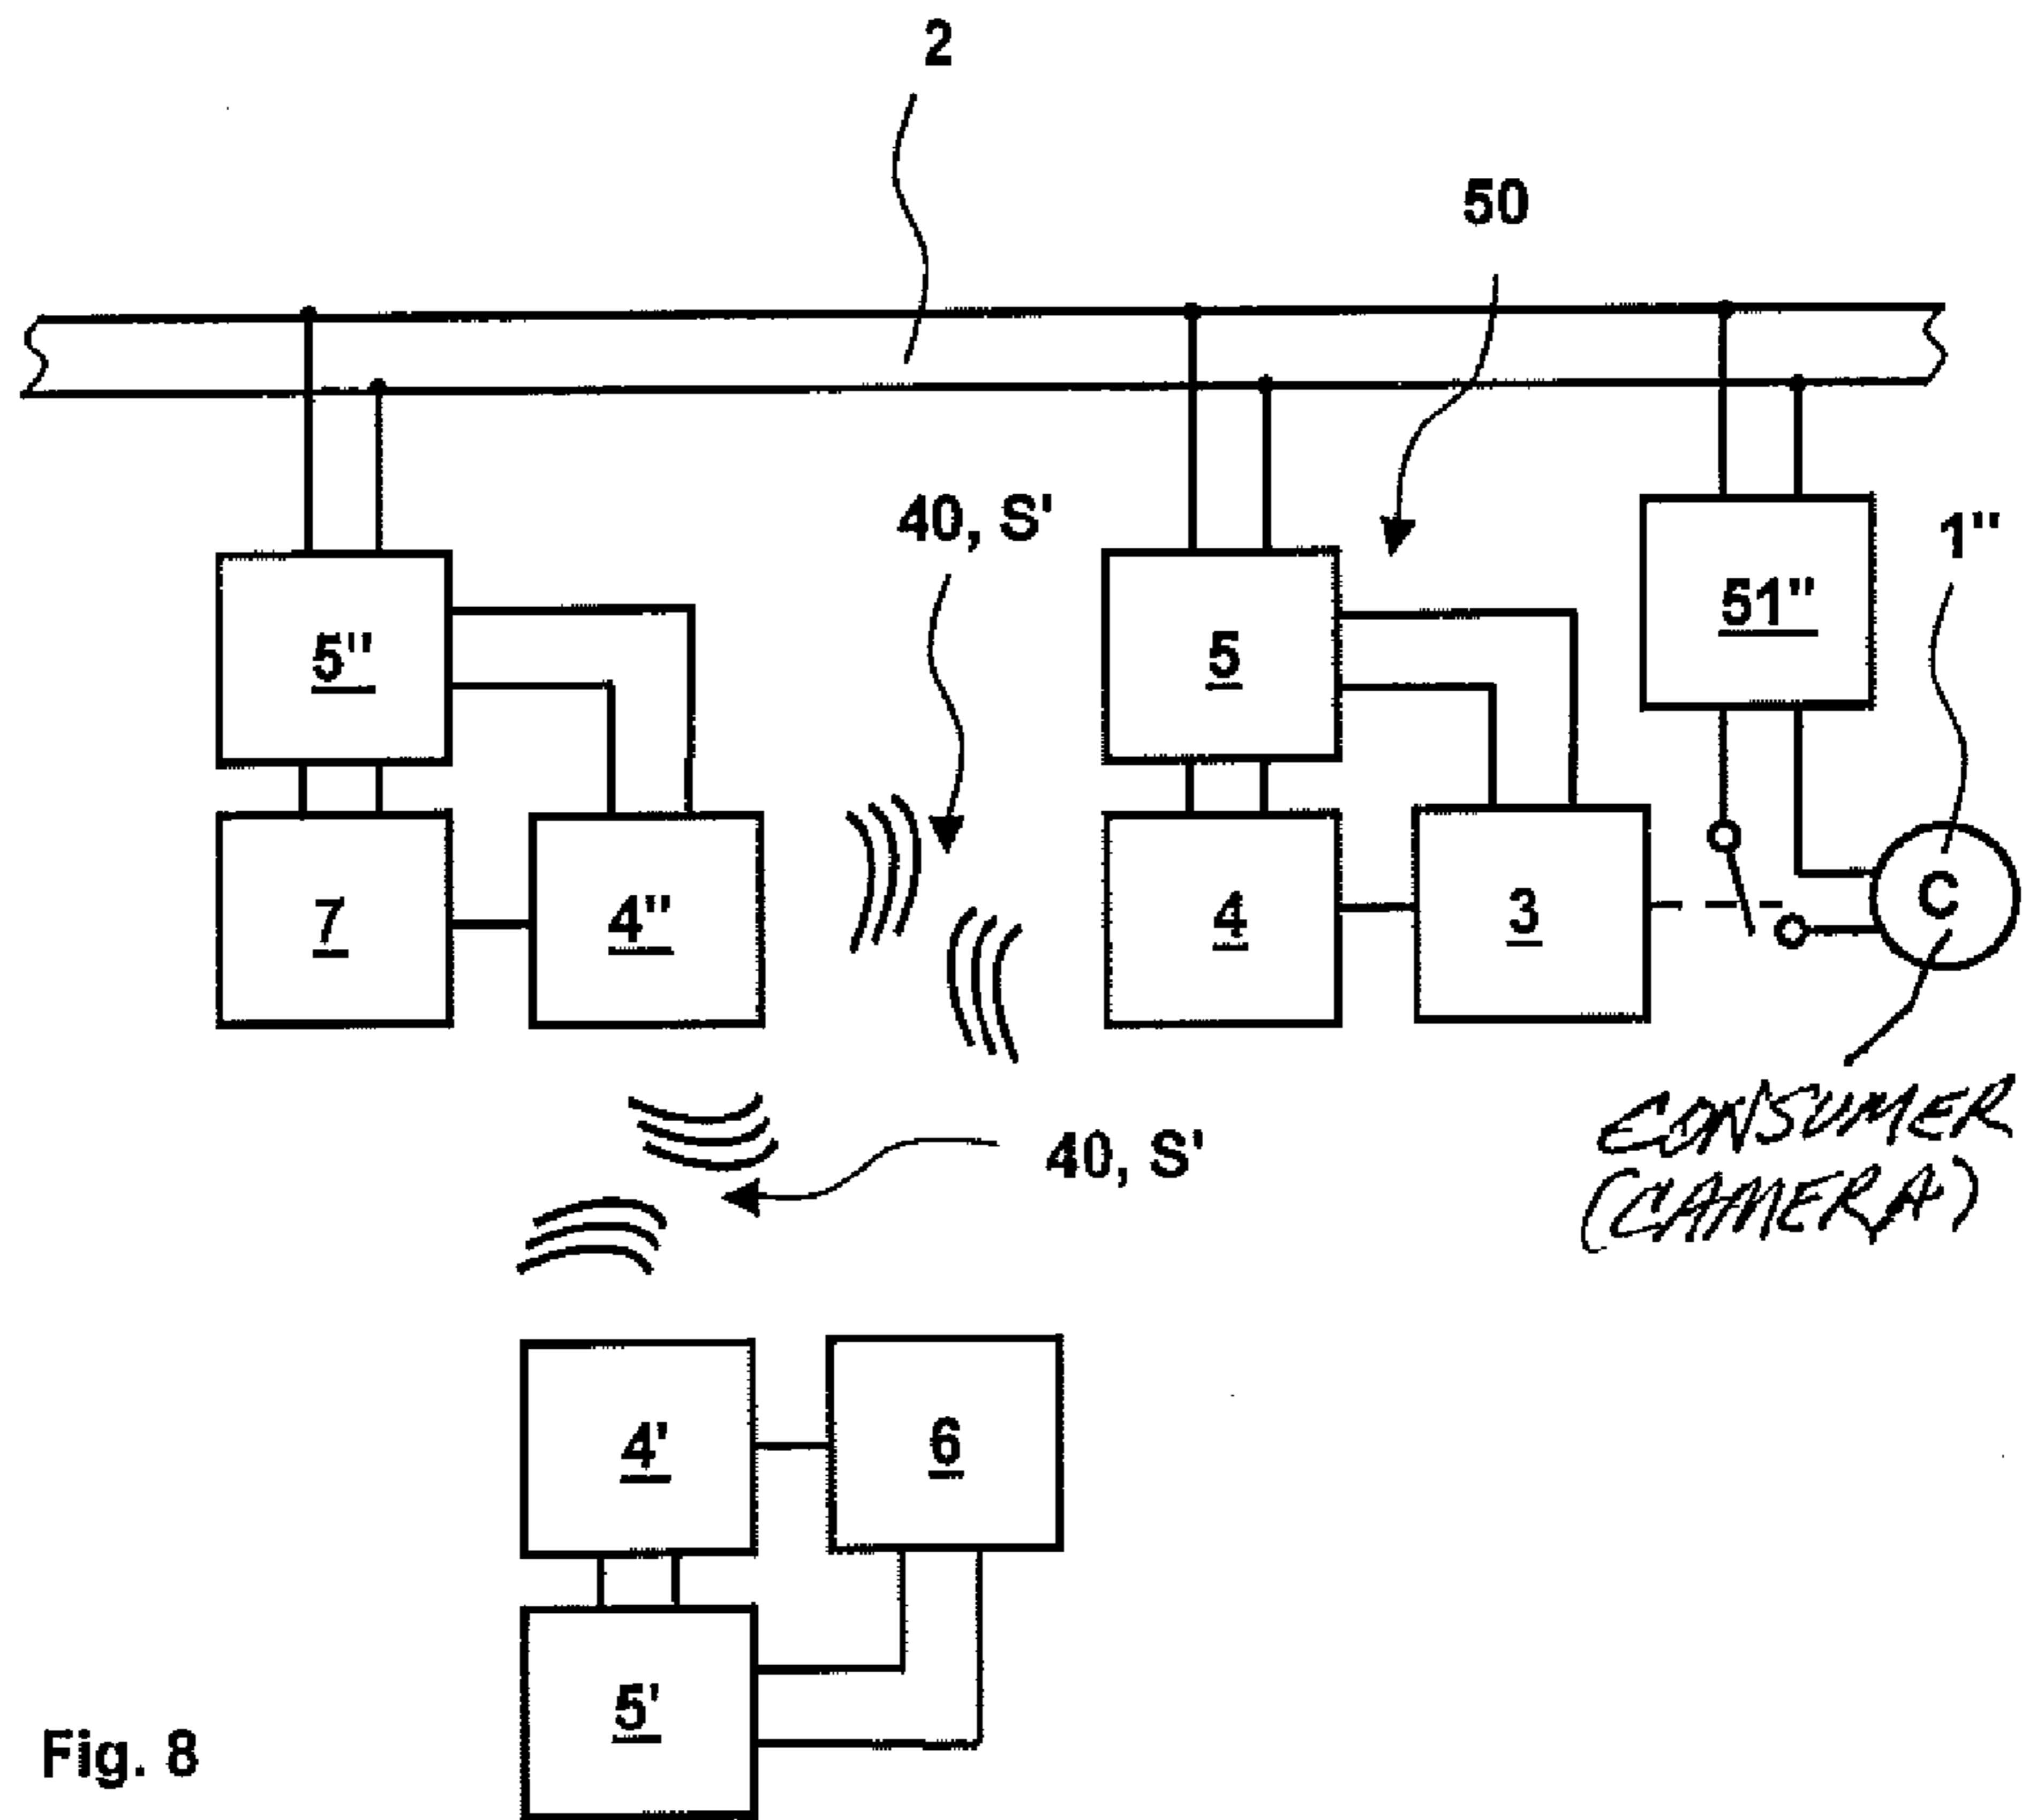 2
50
40, S'
1"
5"
5
51"
7
4"
4
3
C
CONSUMER
(CAMERA)
40, S'
4'
6
5'
Fig. 8